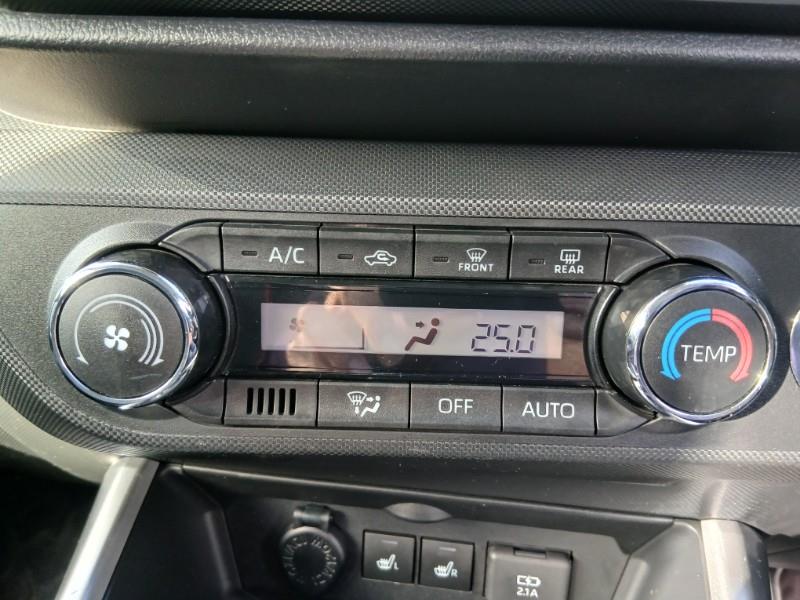 A/C
FRONT
REAR
25.0
TEMP
OFF
AUTO
L
R
2.1A